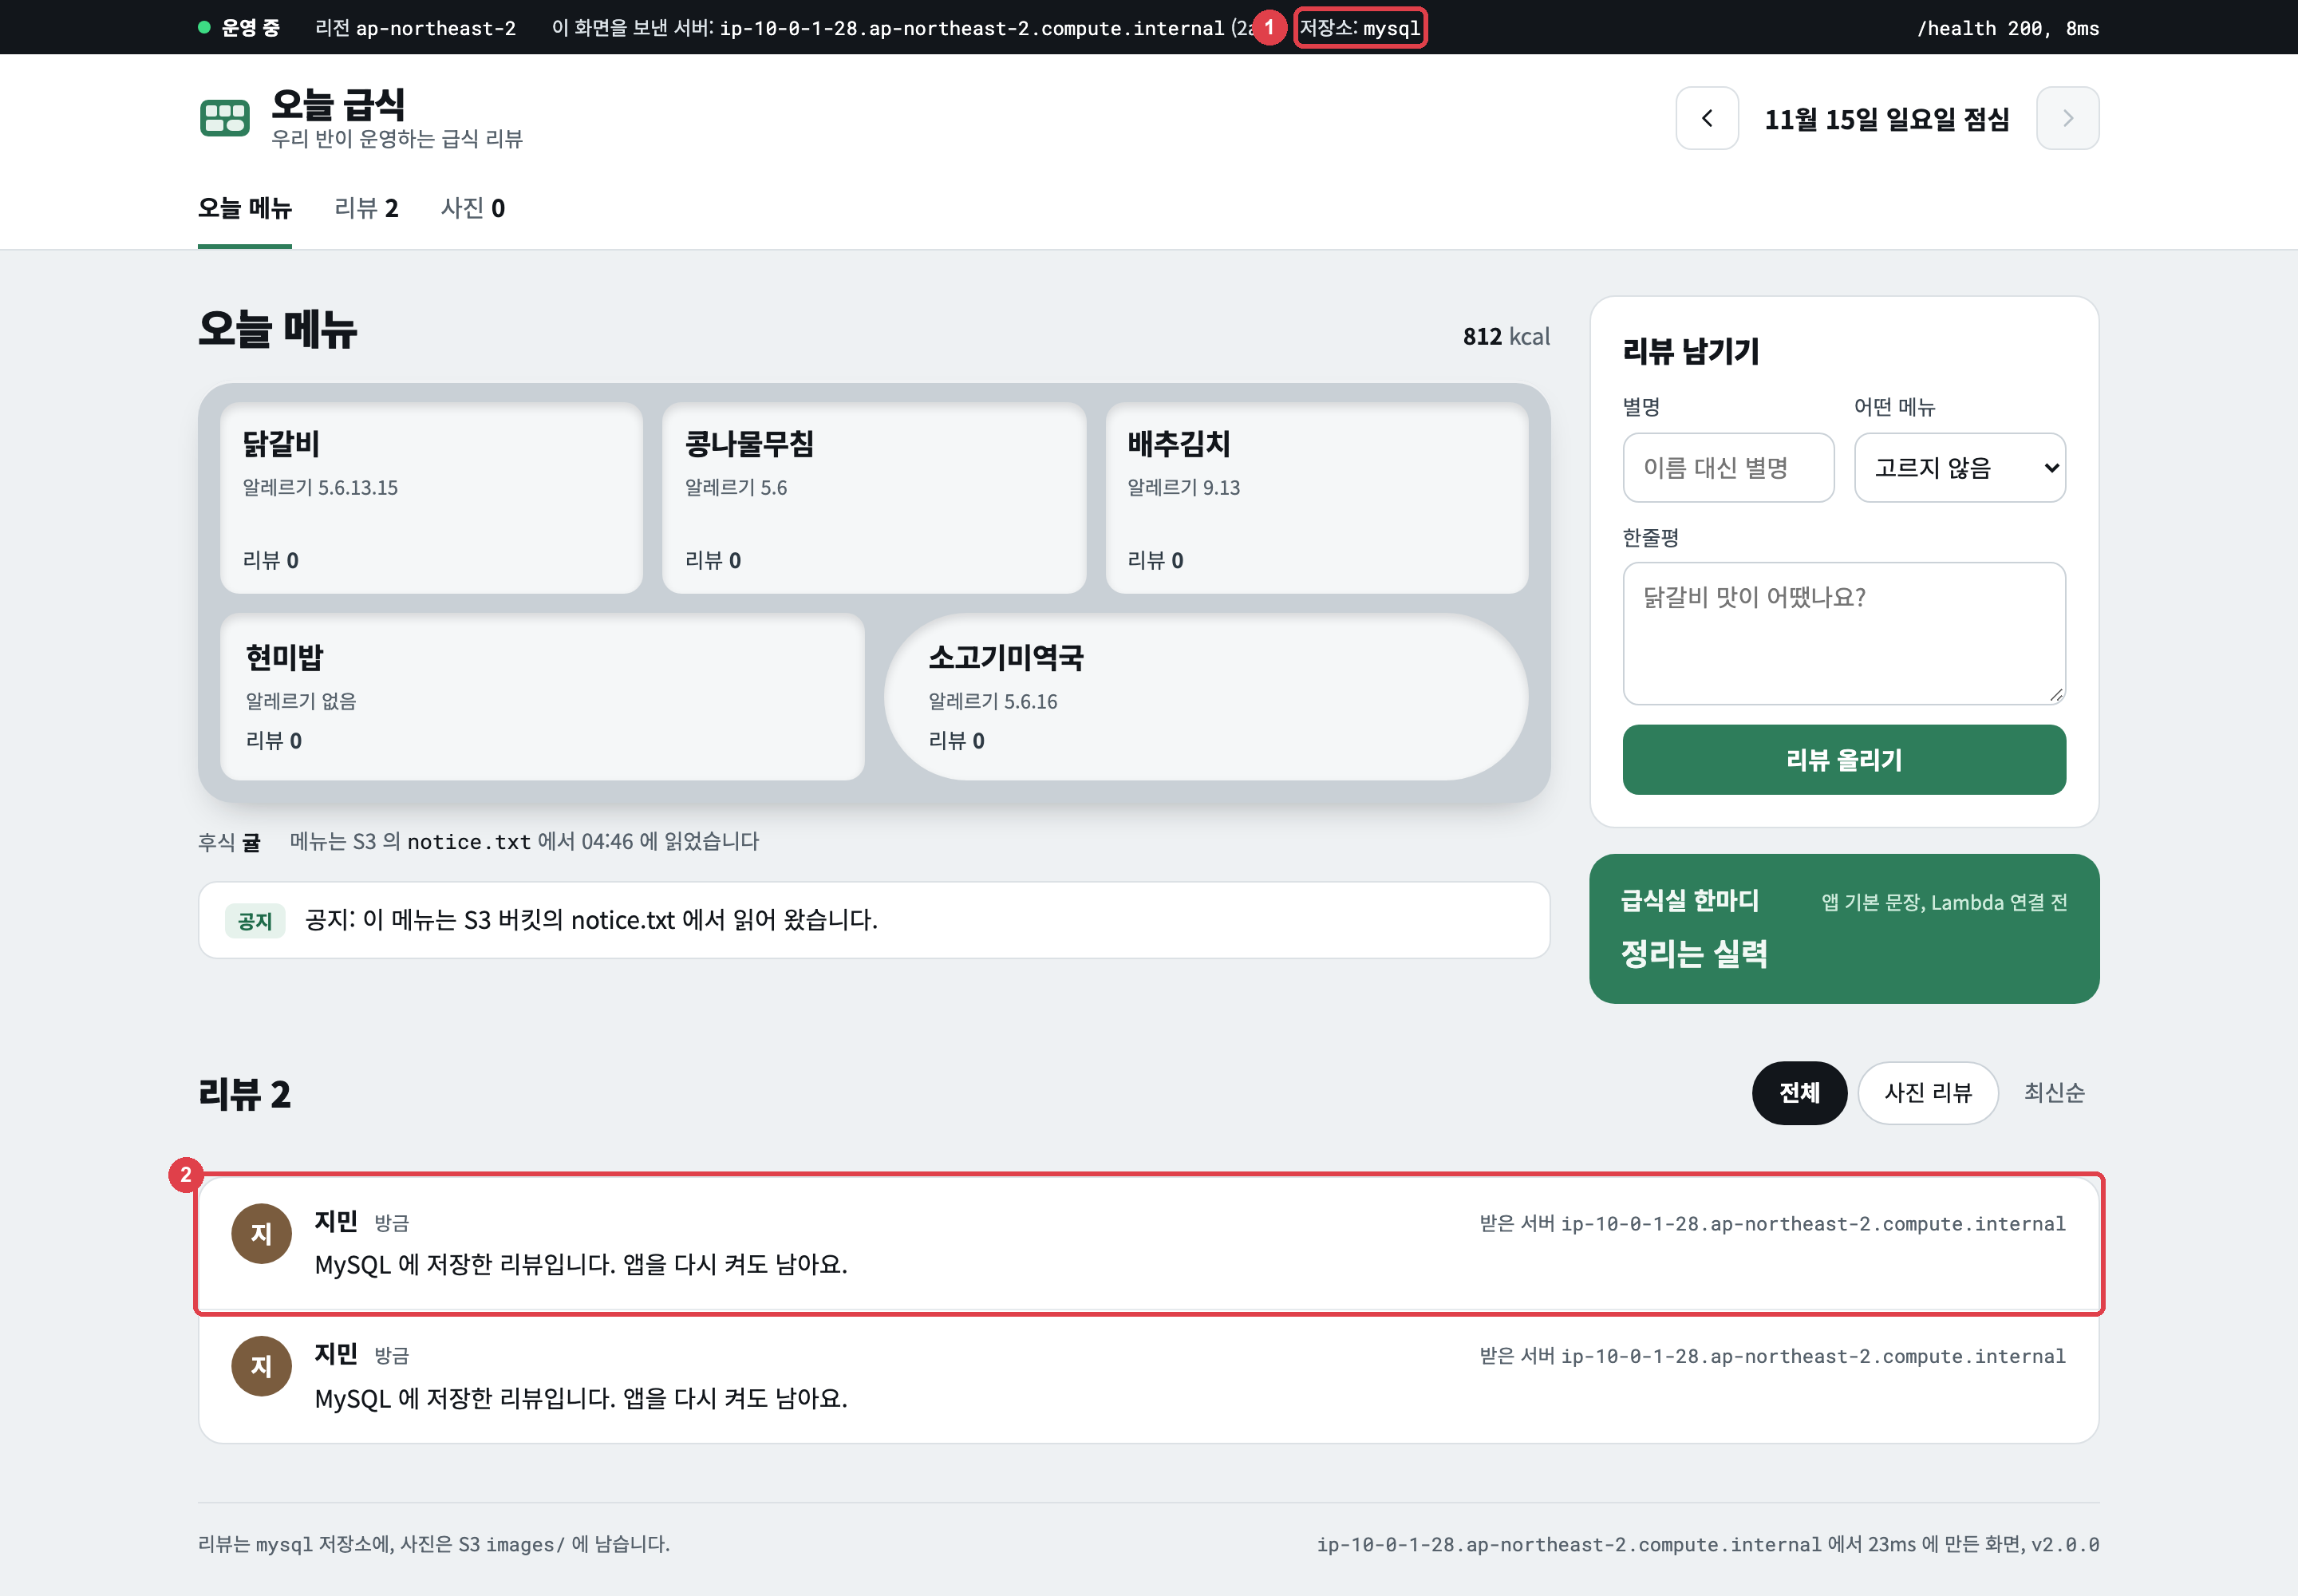 운영 중 리전 ap-northeast-2 이 화면을 보낸 서버: ip-10-0-1-28.ap-northeast-2.compute.internal 1 저장소: mysql /health 200, 8ms
오늘 급식
우리 반이 운영하는 급식 리뷰
11월 15일 일요일 점심
오늘 메뉴 리뷰 2 사진 0
오늘 메뉴
812 kcal
닭갈비
알레르기 5.6.13.15
리뷰 0
콩나물무침
알레르기 5.6
리뷰 0
배추김치
알레르기 9.13
리뷰 0
현미밥
알레르기 없음
리뷰 0
소고기미역국
알레르기 5.6.16
리뷰 0
후식 귤 메뉴는 S3 의 notice.txt 에서 04:46 에 읽었습니다
공지 공지: 이 메뉴는 S3 버킷의 notice.txt 에서 읽어 왔습니다.
리뷰 남기기
별명 어떤 메뉴
이름 대신 별명 고르지 않음
한줄평
닭갈비 맛이 어땠나요?
리뷰 올리기
급식실 한마디 앱 기본 문장, Lambda 연결 전
정리는 실력
리뷰 2
전체 사진 리뷰 최신순
2
지 지민 방금 받은 서버 ip-10-0-1-28.ap-northeast-2.compute.internal
MySQL 에 저장한 리뷰입니다. 앱을 다시 켜도 남아요.
지 지민 방금 받은 서버 ip-10-0-1-28.ap-northeast-2.compute.internal
MySQL 에 저장한 리뷰입니다. 앱을 다시 켜도 남아요.
리뷰는 mysql 저장소에, 사진은 S3 images/ 에 남습니다.
ip-10-0-1-28.ap-northeast-2.compute.internal 에서 23ms 에 만든 화면, v2.0.0